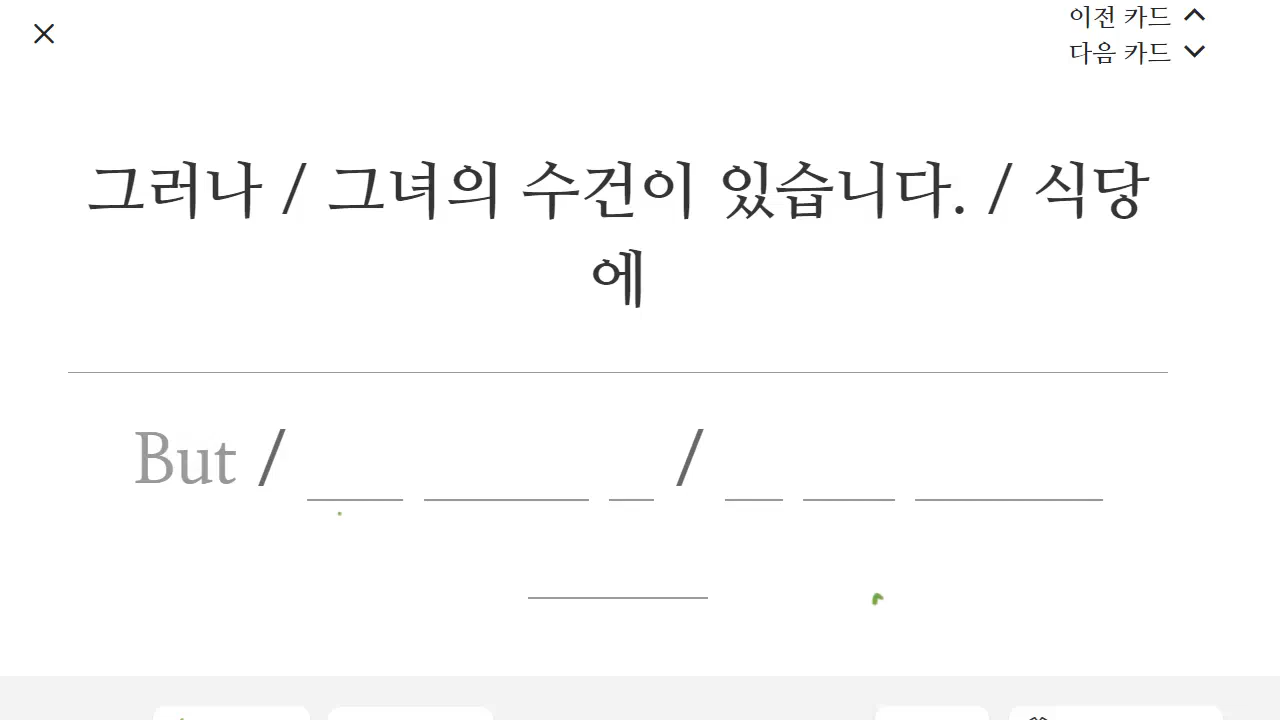 이전 카드
다음 카드
그러나 / 그녀의 수건이 있습니다. / 식당
에
But / /